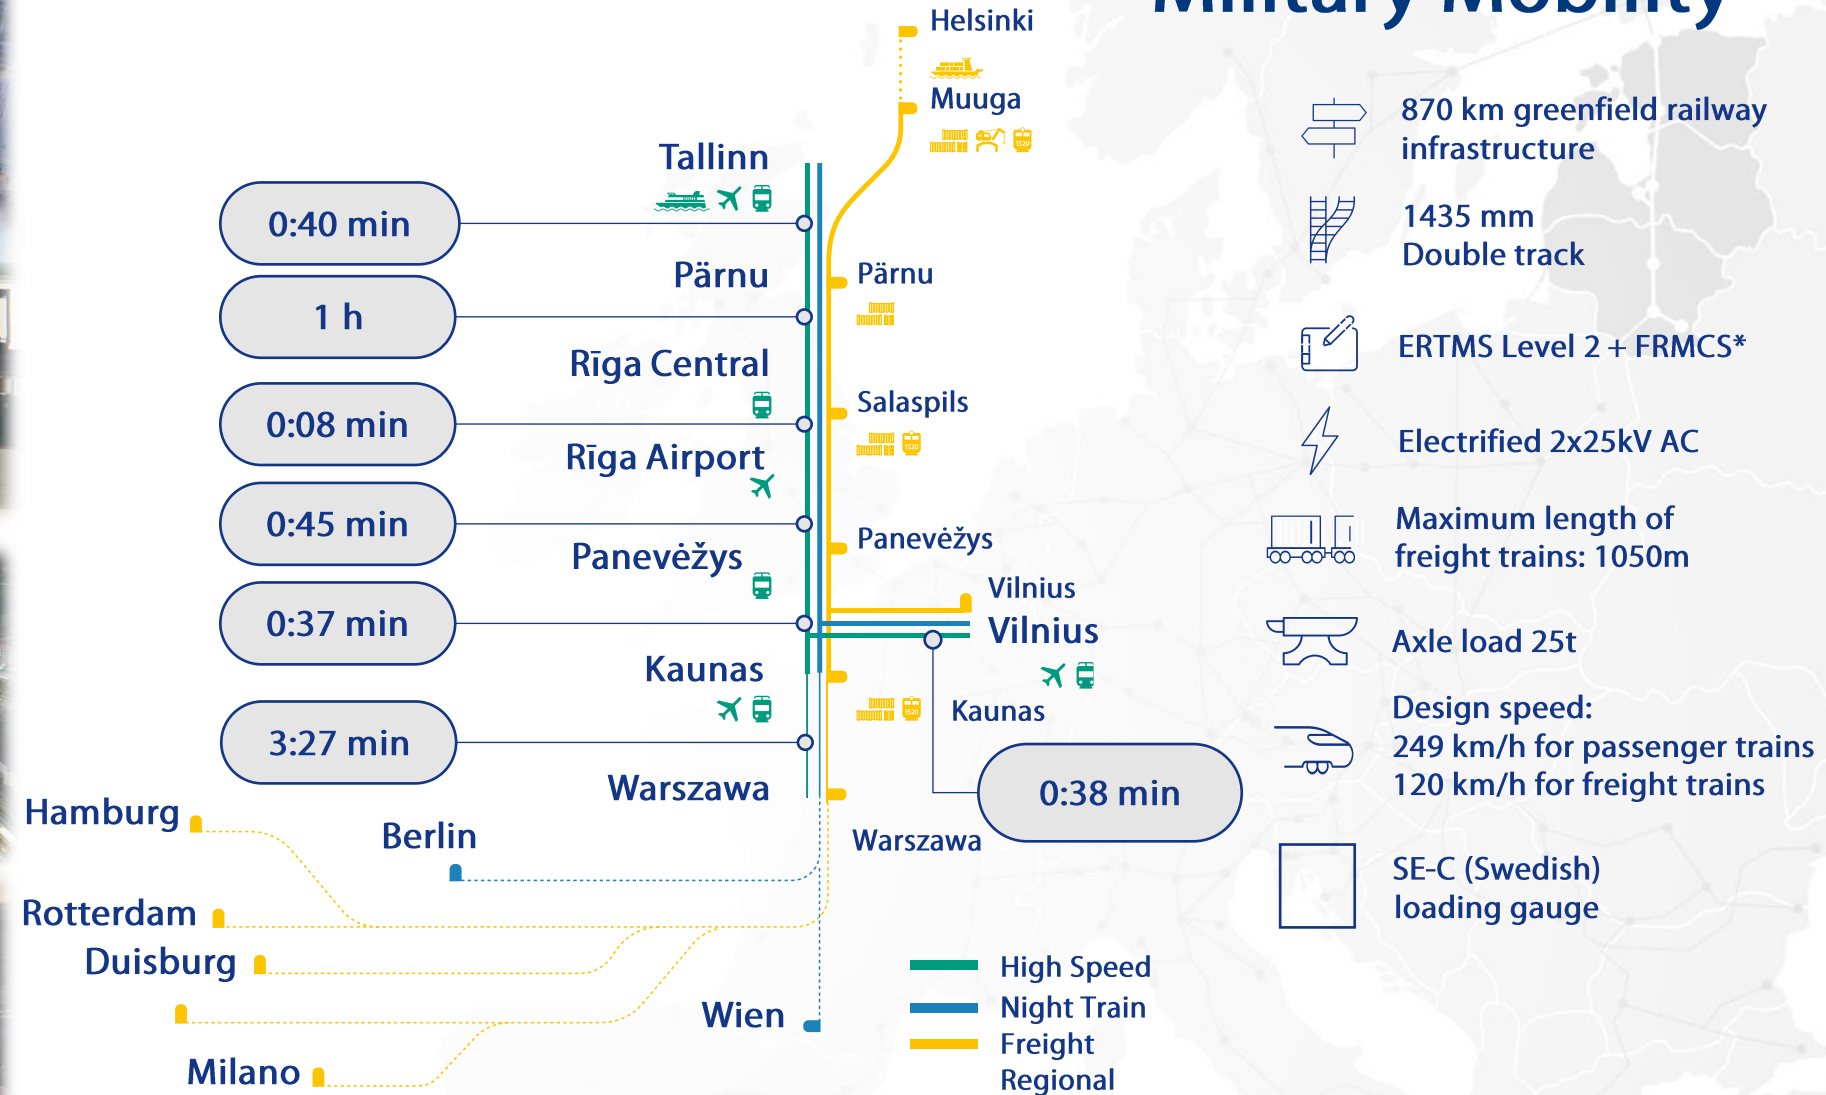 Military Mobility
Helsinki
Muuga
1520
Tallinn
0:40 min
Pärnu
Pärnu
1 h
Rīga Central
Salaspils
1520
0:08 min
Rīga Airport
0:45 min
Panevėžys
Panevėžys
Vilnius
0:37 min
Vilnius
Kaunas
1520
Kaunas
3:27 min
Warszawa
0:38 min
Warszawa
Hamburg
Berlin
Rotterdam
Duisburg
Wien
Milano
High Speed
Night Train
Freight
Regional
870 km greenfield railway
infrastructure
1435 mm
Double track
ERTMS Level 2 + FRMCS*
Electrified 2x25kV AC
Maximum length of
freight trains: 1050m
Axle load 25t
Design speed:
249 km/h for passenger trains
120 km/h for freight trains
SE-C (Swedish)
loading gauge